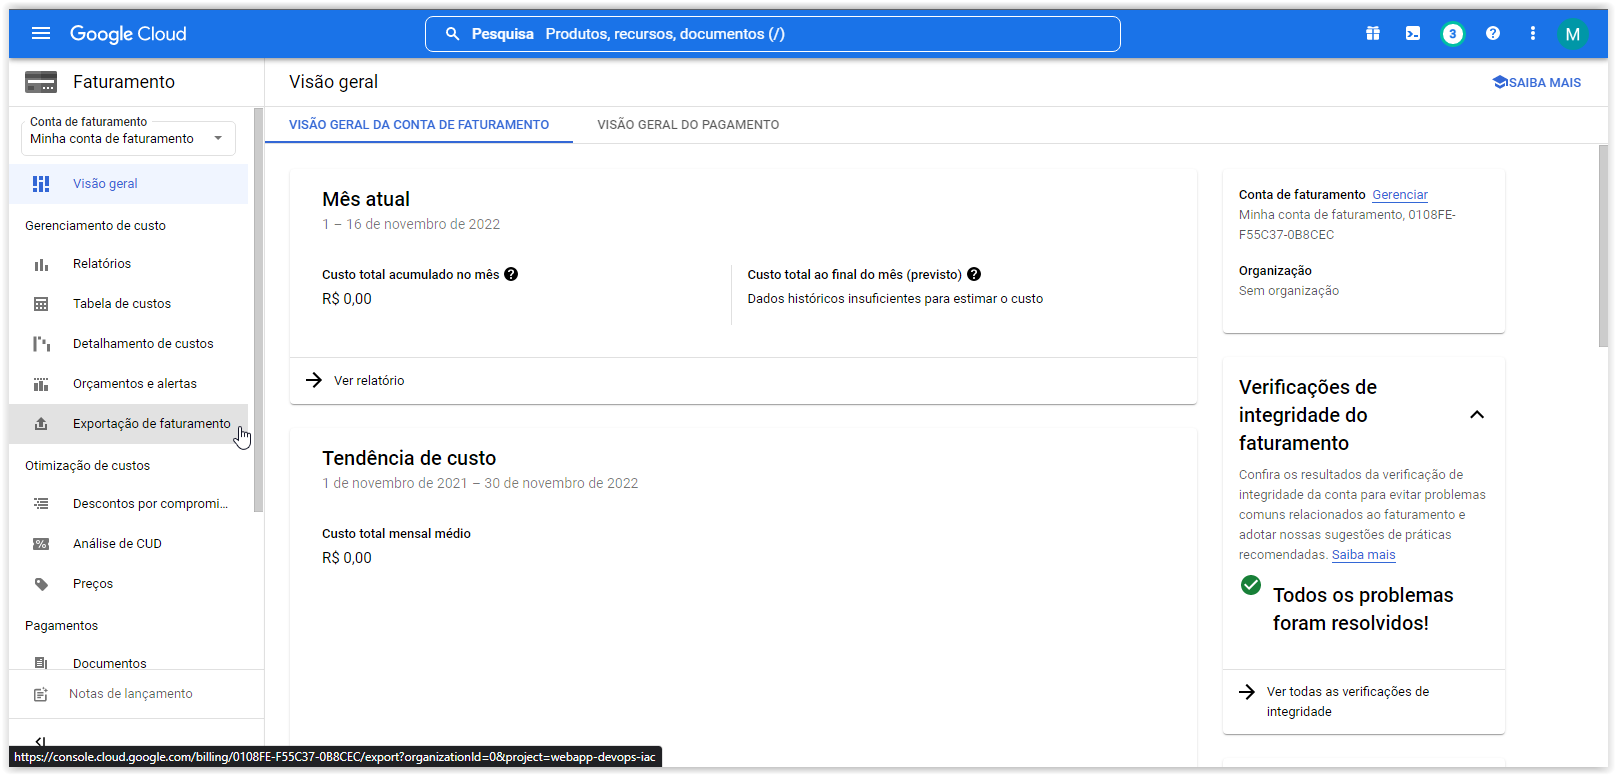 Google Cloud
Pesquisa Produtos, recursos, documentos (/)
3
M
Faturamento
Visão geral
SAIBA MAIS
Conta de faturamento
Minha conta de faturamento
VISÃO GERAL DA CONTA DE FATURAMENTO
VISÃO GERAL DO PAGAMENTO
Visão geral
Gerenciamento de custo
Relatórios
Tabela de custos
Detalhamento de custos
Orçamentos e alertas
Exportação de faturamento
Otimização de custos
Descontos por compromi...
Análise de CUD
Preços
Pagamentos
Documentos
Notas de lançamento
Mês atual
1 – 16 de novembro de 2022
Custo total acumulado no mês
R$ 0,00
Custo total ao final do mês (previsto)
Dados históricos insuficientes para estimar o custo
Ver relatório
Tendência de custo
1 de novembro de 2021 – 30 de novembro de 2022
Custo total mensal médio
R$ 0,00
Conta de faturamento Gerenciar
Minha conta de faturamento, 0108FE-
F55C37-0B8CEC
Organização
Sem organização
Verificações de
integridade do
faturamento
Confira os resultados da verificação de
integridade da conta para evitar problemas
comuns relacionados ao faturamento e
adotar nossas sugestões de práticas
recomendadas. Saiba mais
Todos os problemas
foram resolvidos!
Ver todas as verificações de
integridade
https://console.cloud.google.com/billing/0108FE-F55C37-0B8CEC/export?organizationId=0&project=webapp-devops-iac